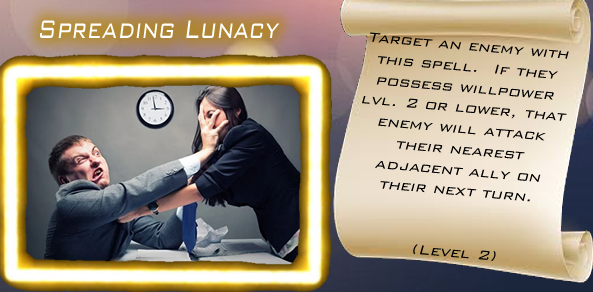 Spreading Lunacy
Target an enemy with
this spell. If they
possess willpower
lvl. 2 or lower, that
enemy will attack
their nearest
adjacent ally on
their next turn.
(Level 2)